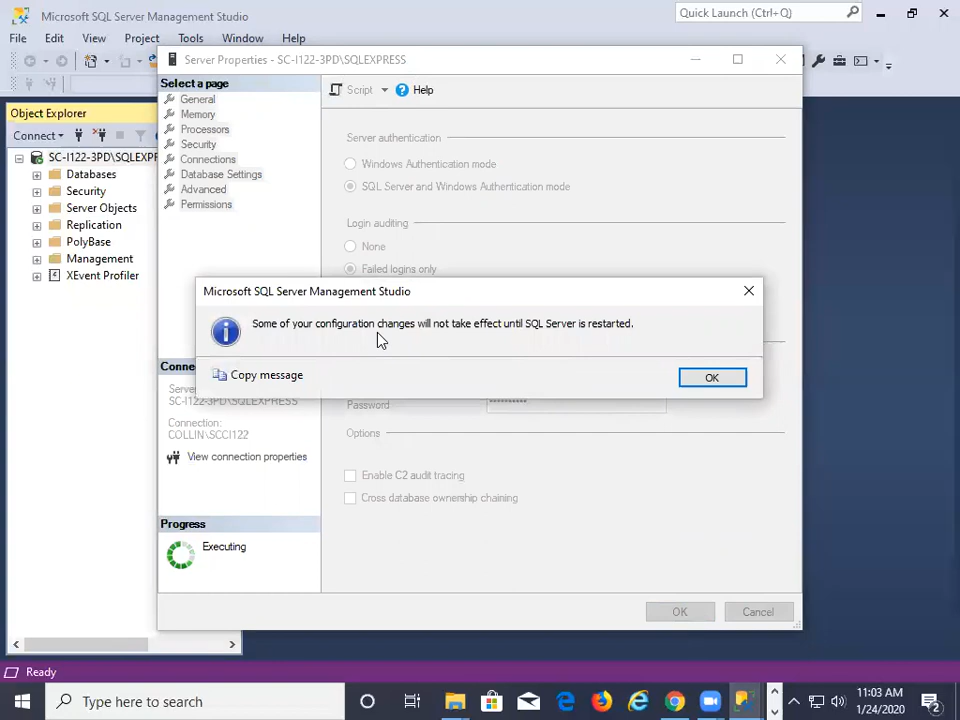 Microsoft SQL Server Management Studio
Quick Launch (Ctrl+Q)
File Edit View Project Tools Window Help
Server Properties - SC-I122-3PD\SQLEXPRESS
Select a page
Script Help
General
Memory
Processors
Security
Connections
Database Settings
Advanced
Permissions
Object Explorer
Connect
SC-I122-3PD\SQLEXPR
Databases
Security
Server Objects
Replication
PolyBase
Management
XEvent Profiler
Server authentication
Windows Authentication mode
SQL Server and Windows Authentication mode
Login auditing
None
Failed logins only
Microsoft SQL Server Management Studio
Some of your configuration changes will not take effect until SQL Server is restarted.
Copy message
OK
SC-I122-3PD\SQLEXPRESS
Connection:
COLLIN\SCCI122
View connection properties
Password
**********
Options
Enable C2 audit tracing
Cross database ownership chaining
Progress
Executing
OK Cancel
Ready
Type here to search
11:03 AM
1/24/2020
2